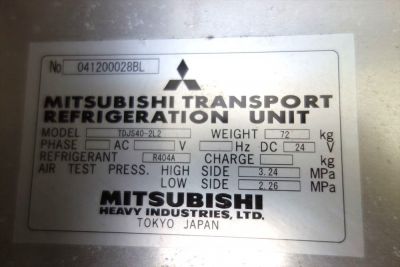 No 041200028BL
MITSUBISHI TRANSPORT
REFRIGERATION UNIT
MODEL TDJS40-2L2 WEIGHT 72 kg
PHASE AC V Hz DC 24 V
REFRIGERANT R404A CHARGE kg
AIR TEST PRESS. HIGH SIDE 3.24 MPa
LOW SIDE 2.26 MPa
MITSUBISHI
HEAVY INDUSTRIES, LTD.
TOKYO JAPAN